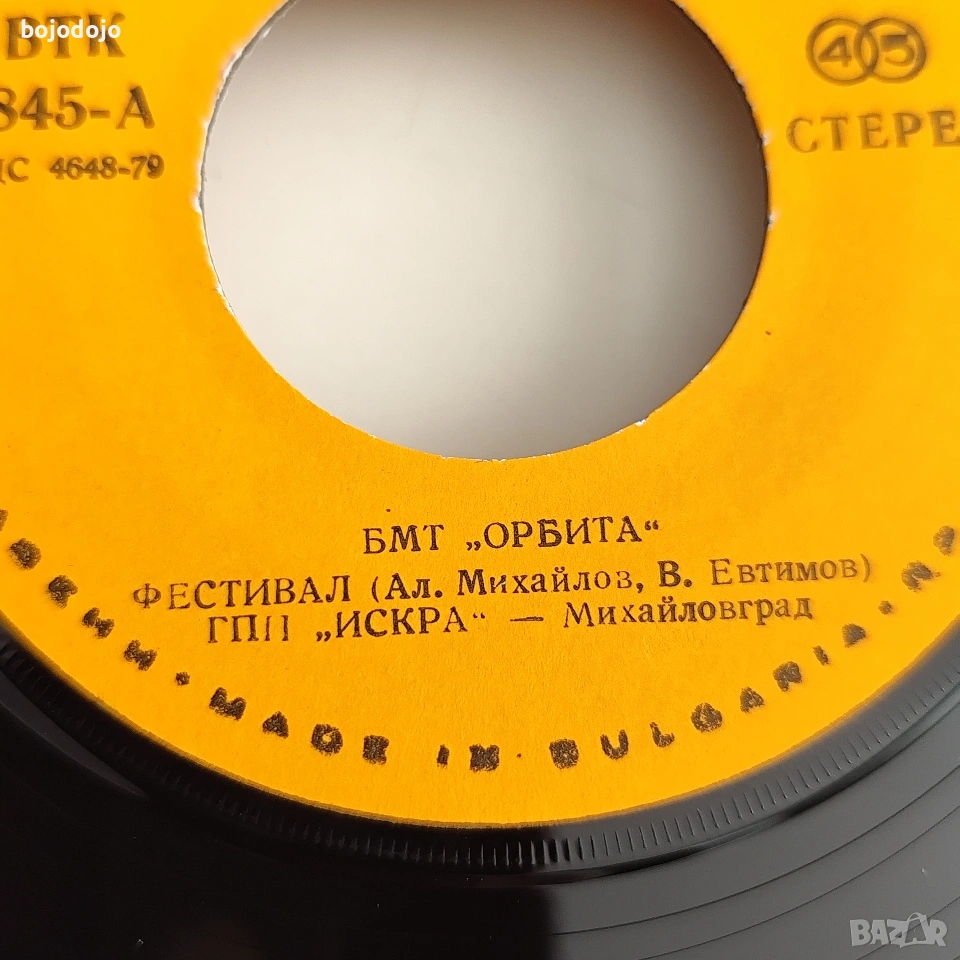 bojodojo
ВТК
845-А
4648-79
45
СТЕРЕ
БМТ „ОРБИТА“
ФЕСТИВАЛ (Ал. Михайлов, В. Евтимов)
ГПП „ИСКРА“ — Михайловград
MADE IN BULGARIA
BAZAR